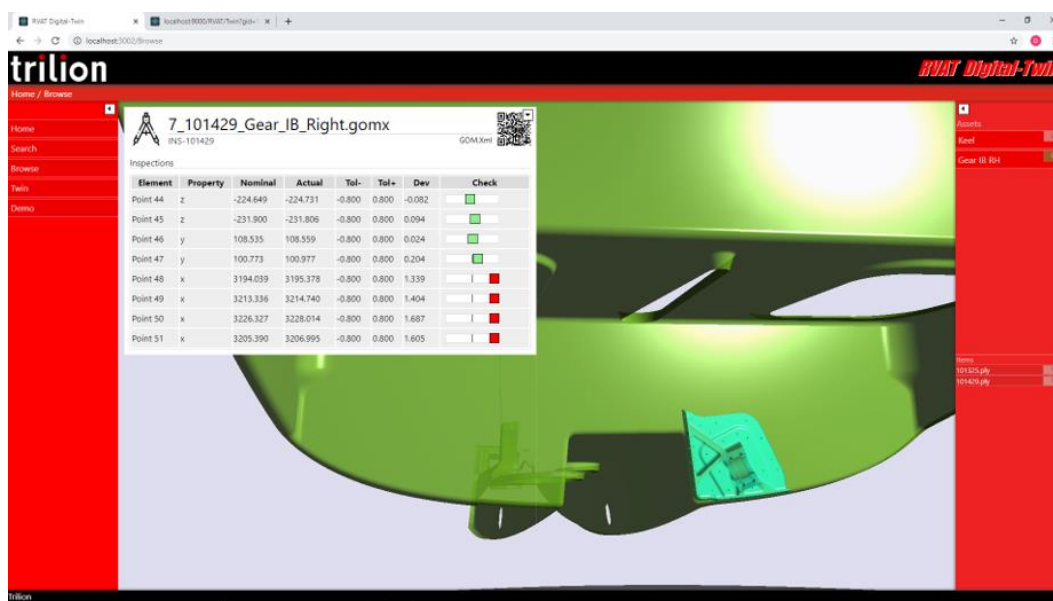 RVAT Digital-Twin
localhost:9000/RVAT/Twin?gid=
localhost:3002/Browse
trilion
RVAT Digital-Twin
Home / Browse
Home
Search
Browse
Twin
Demo
7_101429_Gear_IB_Right.gomx
INS-101429
GOM.Xml
Inspections
Element Property Nominal Actual Tol- Tol+ Dev Check
Point 44 z -224.649 -224.731 -0.800 0.800 -0.082
Point 45 z -231.900 -231.806 -0.800 0.800 0.094
Point 46 y 108.535 108.559 -0.800 0.800 0.024
Point 47 y 100.773 100.977 -0.800 0.800 0.204
Point 48 x 3194.039 3195.378 -0.800 0.800 1.339
Point 49 x 3213.336 3214.740 -0.800 0.800 1.404
Point 50 x 3226.327 3228.014 -0.800 0.800 1.687
Point 51 x 3205.390 3206.995 -0.800 0.800 1.605
Assets
Keel
Gear IB RH
Items
101325.ply
101429.ply
Trilion